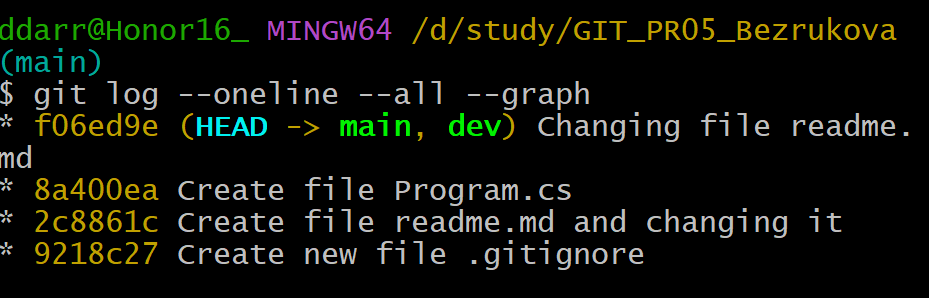 ddarr@Honor16_ MINGW64 /d/study/GIT_PR05_Bezrukova
(main)
$ git log --oneline --all --graph
* f06ed9e (HEAD -> main, dev) Changing file readme.
md
* 8a400ea Create file Program.cs
* 2c8861c Create file readme.md and changing it
* 9218c27 Create new file .gitignore